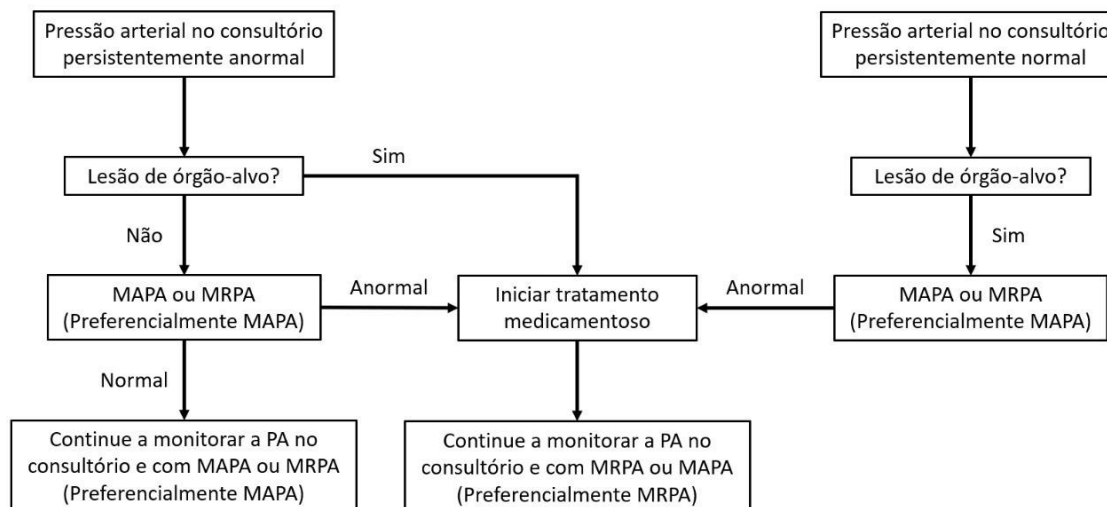 Pressão arterial no consultório
persistentemente anormal
Pressão arterial no consultório
persistentemente normal
Sim
Lesão de órgão-alvo?
Lesão de órgão-alvo?
Não
Sim
MAPA ou MRPA
(Preferencialmente MAPA)
Anormal
Iniciar tratamento
medicamentoso
Anormal
MAPA ou MRPA
(Preferencialmente MAPA)
Normal
Continue a monitorar a PA no
consultório e com MAPA ou MRPA
(Preferencialmente MAPA)
Continue a monitorar a PA no
consultório e com MRPA ou MAPA
(Preferencialmente MRPA)